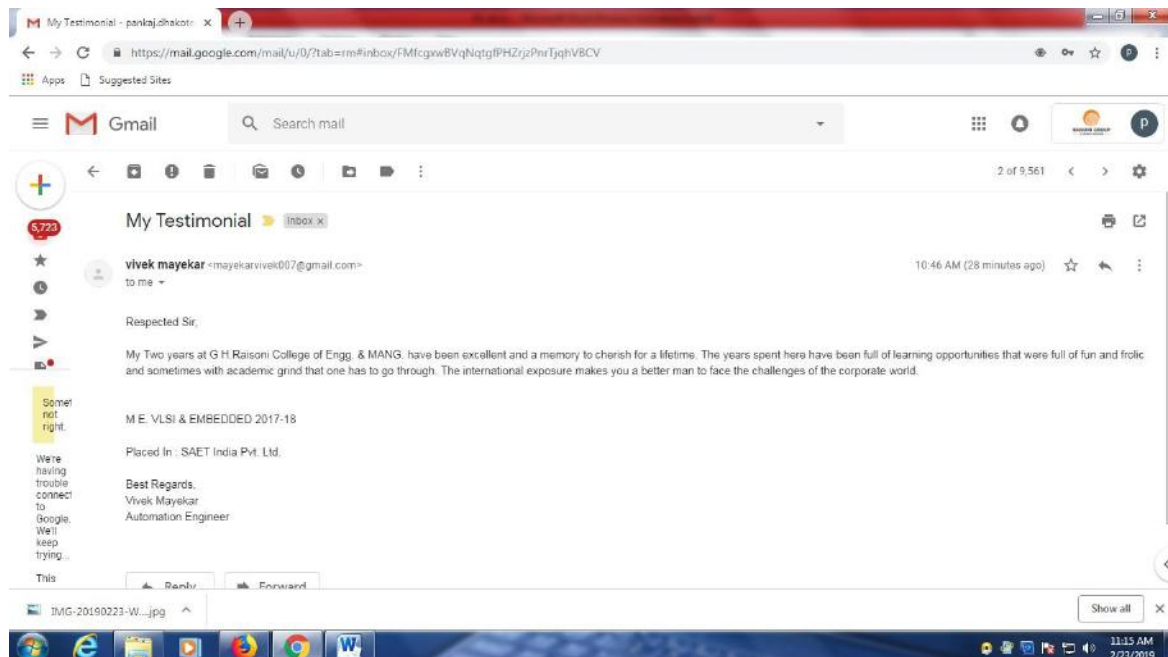 My Testimonial - pankaj.dhakote
https://mail.google.com/mail/u/0/?tab=rm#inbox/
Apps Suggested Sites
Gmail
Search mail
RAISONI GROUP
P
2 of 9,561
5,723
My Testimonial
Inbox x
vivek mayekar <mayekarvivek007@gmail.com>
10:46 AM (28 minutes ago)
to me
Respected Sir,
My Two years at G.H.Raisoni College of Engg. & MANG. have been excellent and a memory to cherish for a lifetime. The years spent here have been full of learning opportunities that were full of fun and frolic
and sometimes with academic grind that one has to go through. The international exposure makes you a better man to face the challenges of the corporate world.
M.E. VLSI & EMBEDDED 2017-18
Placed In : SAET India Pvt. Ltd.
Best Regards,
Vivek Mayekar
Automation Engineer
Somet
not
right.
We're
having
trouble
connect
to
Google.
We'll
keep
trying...
This
Reply
Forward
IMG-20190223-W....jpg
Show all
11:15 AM
2/23/2019